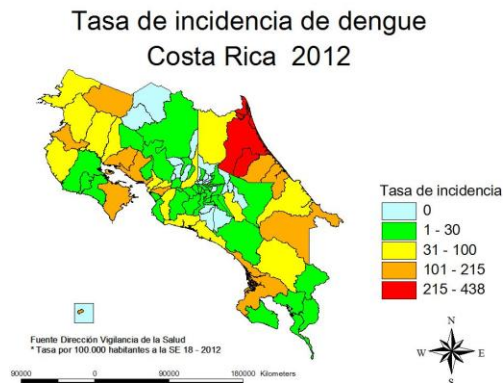 Tasa de incidencia de dengue
Costa Rica 2012
Tasa de incidencia
0
1 - 30
31 - 100
101 - 215
215 - 438
Fuente Dirección Vigilancia de la Salud
* Tasa por 100.000 habitantes a la SE 18 - 2012
90000 0 90000 180000 Kilometers
N
W E
S